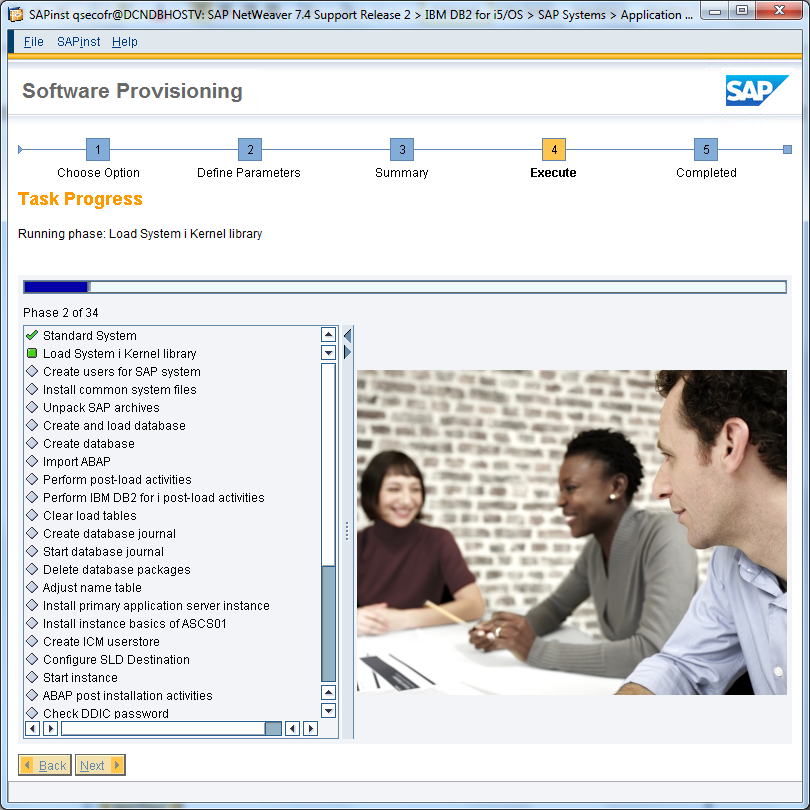 SAPinst qsecofr@DCNDBHOSTV: SAP NetWeaver 7.4 Support Release 2 > IBM DB2 for i5/OS > SAP Systems > Application ...
File SAPinst Help
Software Provisioning
SAP
1 2 3 4 5
Choose Option Define Parameters Summary Execute Completed
Task Progress
Running phase: Load System i Kernel library
Phase 2 of 34
Standard System
Load System i Kernel library
Create users for SAP system
Install common system files
Unpack SAP archives
Create and load database
Create database
Import ABAP
Perform post-load activities
Perform IBM DB2 for i post-load activities
Clear load tables
Create database journal
Start database journal
Delete database packages
Adjust name table
Install primary application server instance
Install instance basics of ASCS01
Create ICM userstore
Configure SLD Destination
Start instance
ABAP post installation activities
Check DDIC password
Back Next